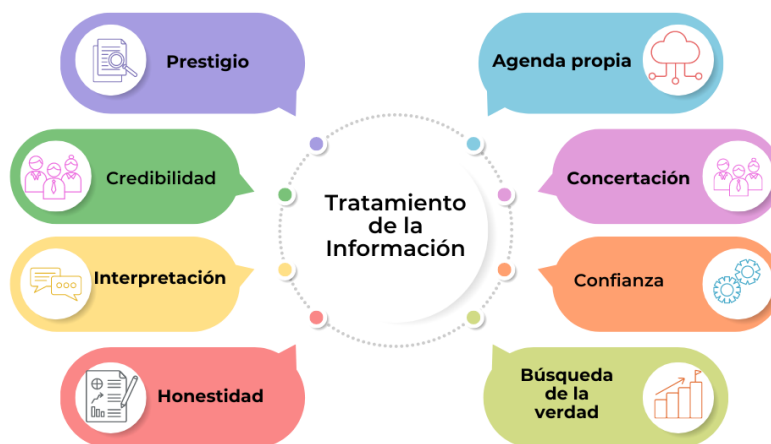 Prestigio
Agenda propia
Credibilidad
Concertación
Tratamiento
de la
Información
Interpretación
Confianza
Honestidad
Búsqueda
de la
verdad